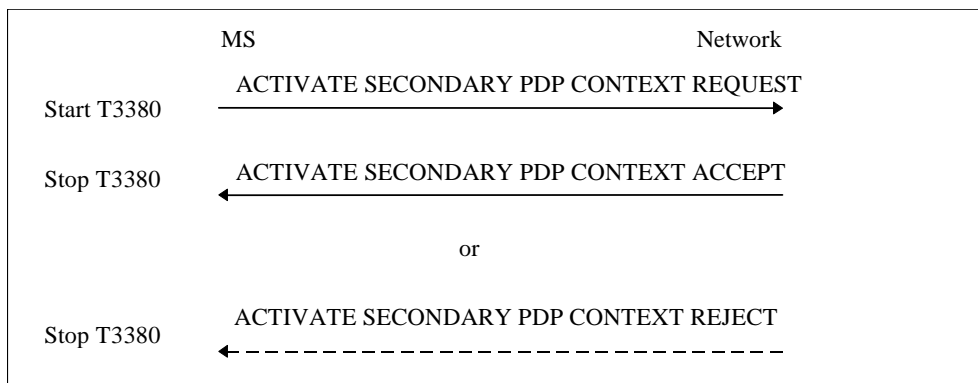 MS Network
ACTIVATE SECONDARY PDP CONTEXT REQUEST
Start T3380
Stop T3380 ACTIVATE SECONDARY PDP CONTEXT ACCEPT
or
ACTIVATE SECONDARY PDP CONTEXT REJECT
Stop T3380